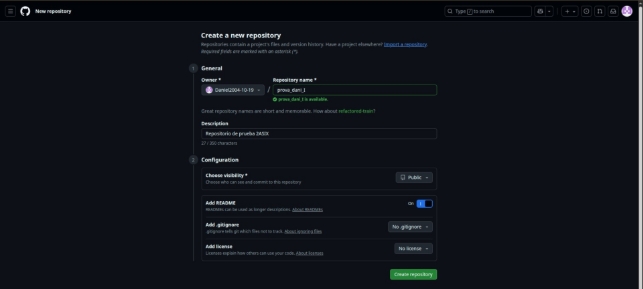 New repository
Type / to search
Create a new repository
Repositories contain a project's files and version history. Have a project elsewhere? Import a repository.
Required fields are marked with an asterisk (*).
1 General
Owner * Repository name *
Daniel2004-10-19 / prova_dani_1
prova_dani_1 is available.
Great repository names are short and memorable. How about refactored-train?
Description
Repositorio de prueba 2ASIX
27 / 350 characters
2 Configuration
Choose visibility * Public
Choose who can see and commit to this repository
Add README On
READMEs can be used as longer descriptions. About READMEs
Add .gitignore No .gitignore
.gitignore tells git which files not to track. About ignoring files
Add license No license
Licenses explain how others can use your code. About licenses
Create repository